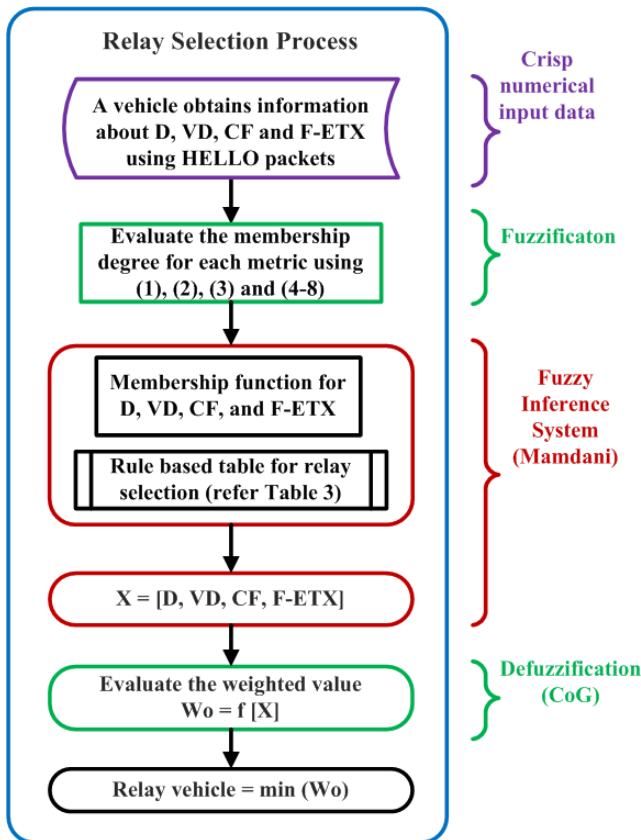 Relay Selection Process
A vehicle obtains information
about D, VD, CF and F-ETX
using HELLO packets
Crisp
numerical
input data
Evaluate the membership
degree for each metric using
(1), (2), (3) and (4-8)
Fuzzificaton
Membership function for
D, VD, CF, and F-ETX
Rule based table for relay
selection (refer Table 3)
Fuzzy
Inference
System
(Mamdani)
X = [D, VD, CF, F-ETX]
Evaluate the weighted value
Wo = f [X]
Defuzzification
(CoG)
Relay vehicle = min (Wo)